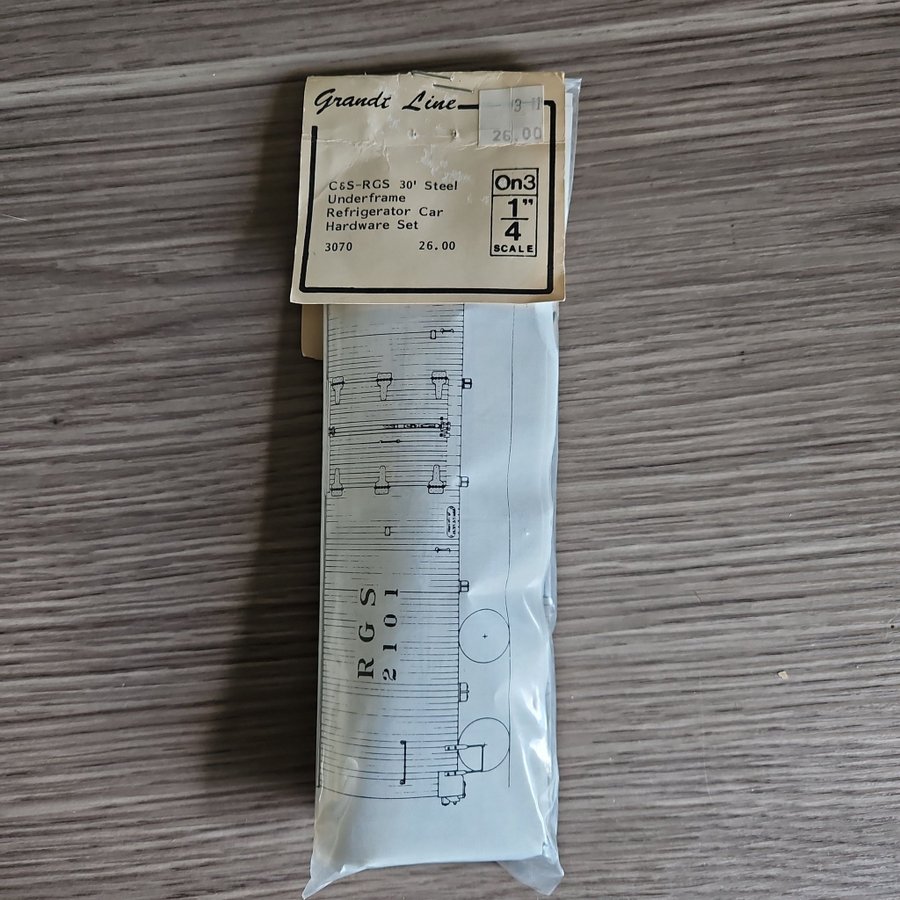 Grandt Line
26.00
C&S-RGS 30' Steel
Underframe
Refrigerator Car
Hardware Set
3070 26.00
On3
1"
4
SCALE
RGS
2101